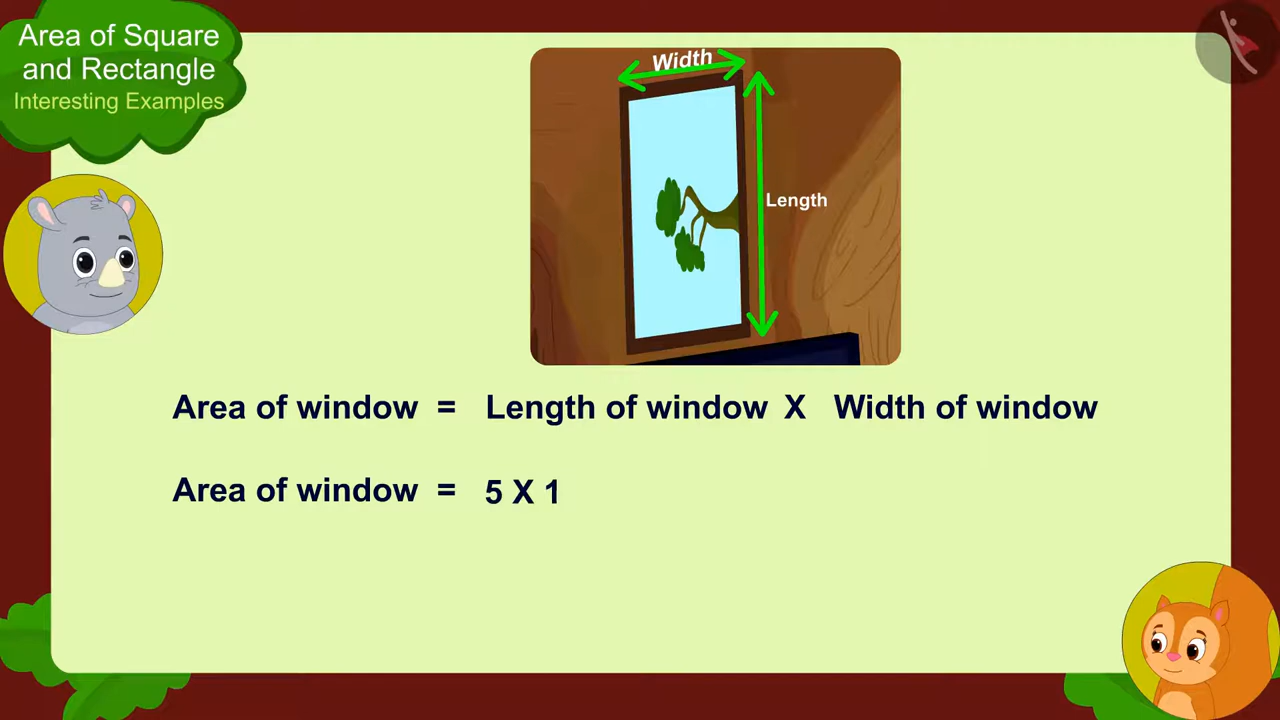 Area of Square
and Rectangle
Interesting Examples
Width
Length
Area of window = Length of window X Width of window
Area of window = 5 X 1